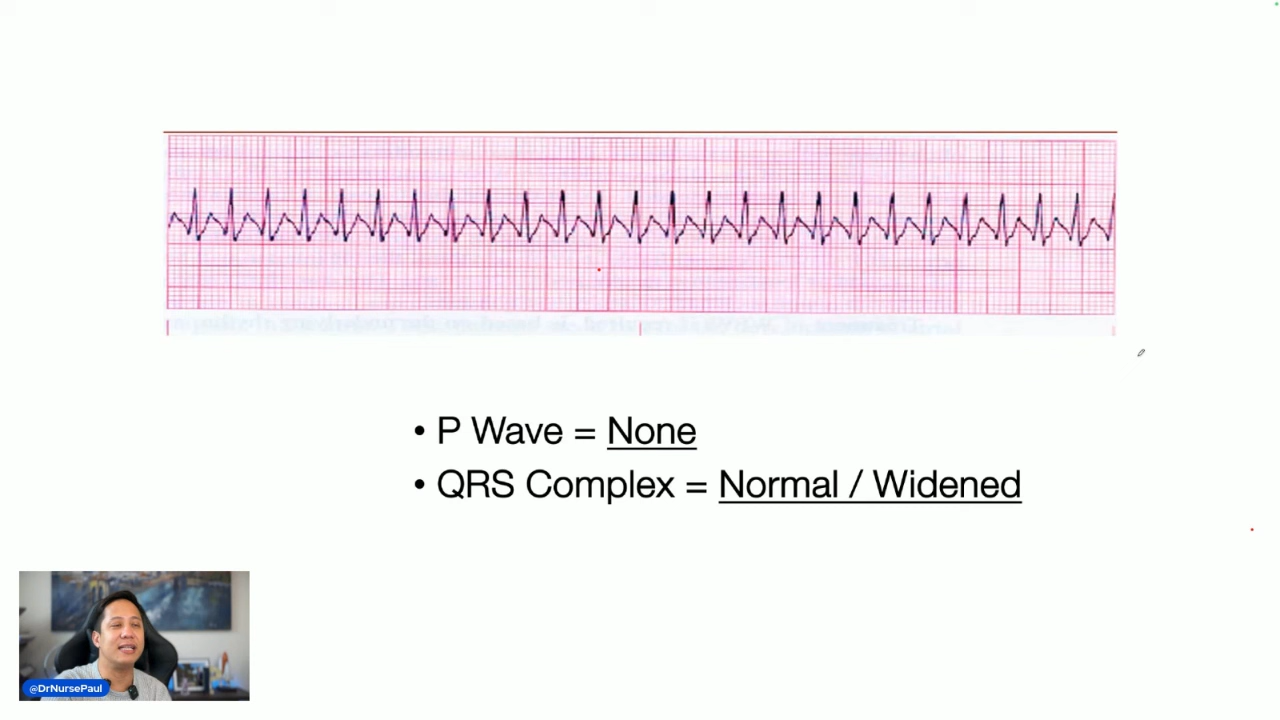 • P Wave = None
• QRS Complex = Normal / Widened
@DrNursePaul